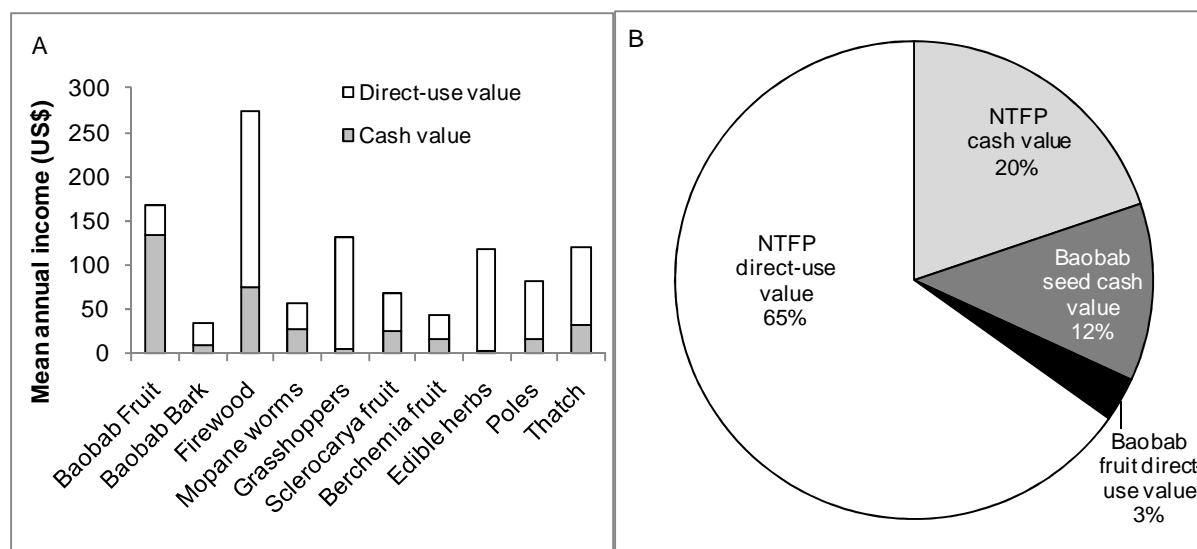 A
Mean annual income (US$)
300
250
200
150
100
50
0
Direct-use value
Cash value
Baobab Fruit
Baobab Bark
Firewood
Mopane worms
Grasshoppers
Sclerocarya fruit
Berchemia fruit
Edible herbs
Poles
Thatch
B
NTFP
cash value
20%
Baobab
seed cash
value
12%
Baobab
fruit direct-
use value
3%
NTFP
direct-use
value
65%